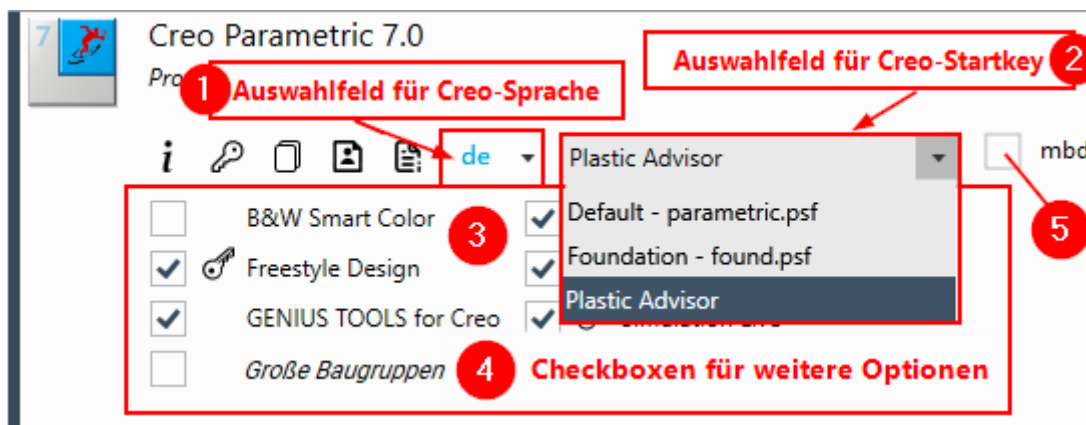 7
Creo Parametric 7.0
Auswahlfeld für Creo-Startkey 2
Pro
1 Auswahlfeld für Creo-Sprache
i de Plastic Advisor mbd
B&W Smart Color 3 Default - parametric.psf 5
Freestyle Design Foundation - found.psf
Plastic Advisor
GENIUS TOOLS for Creo
Große Baugruppen 4 Checkboxen für weitere Optionen